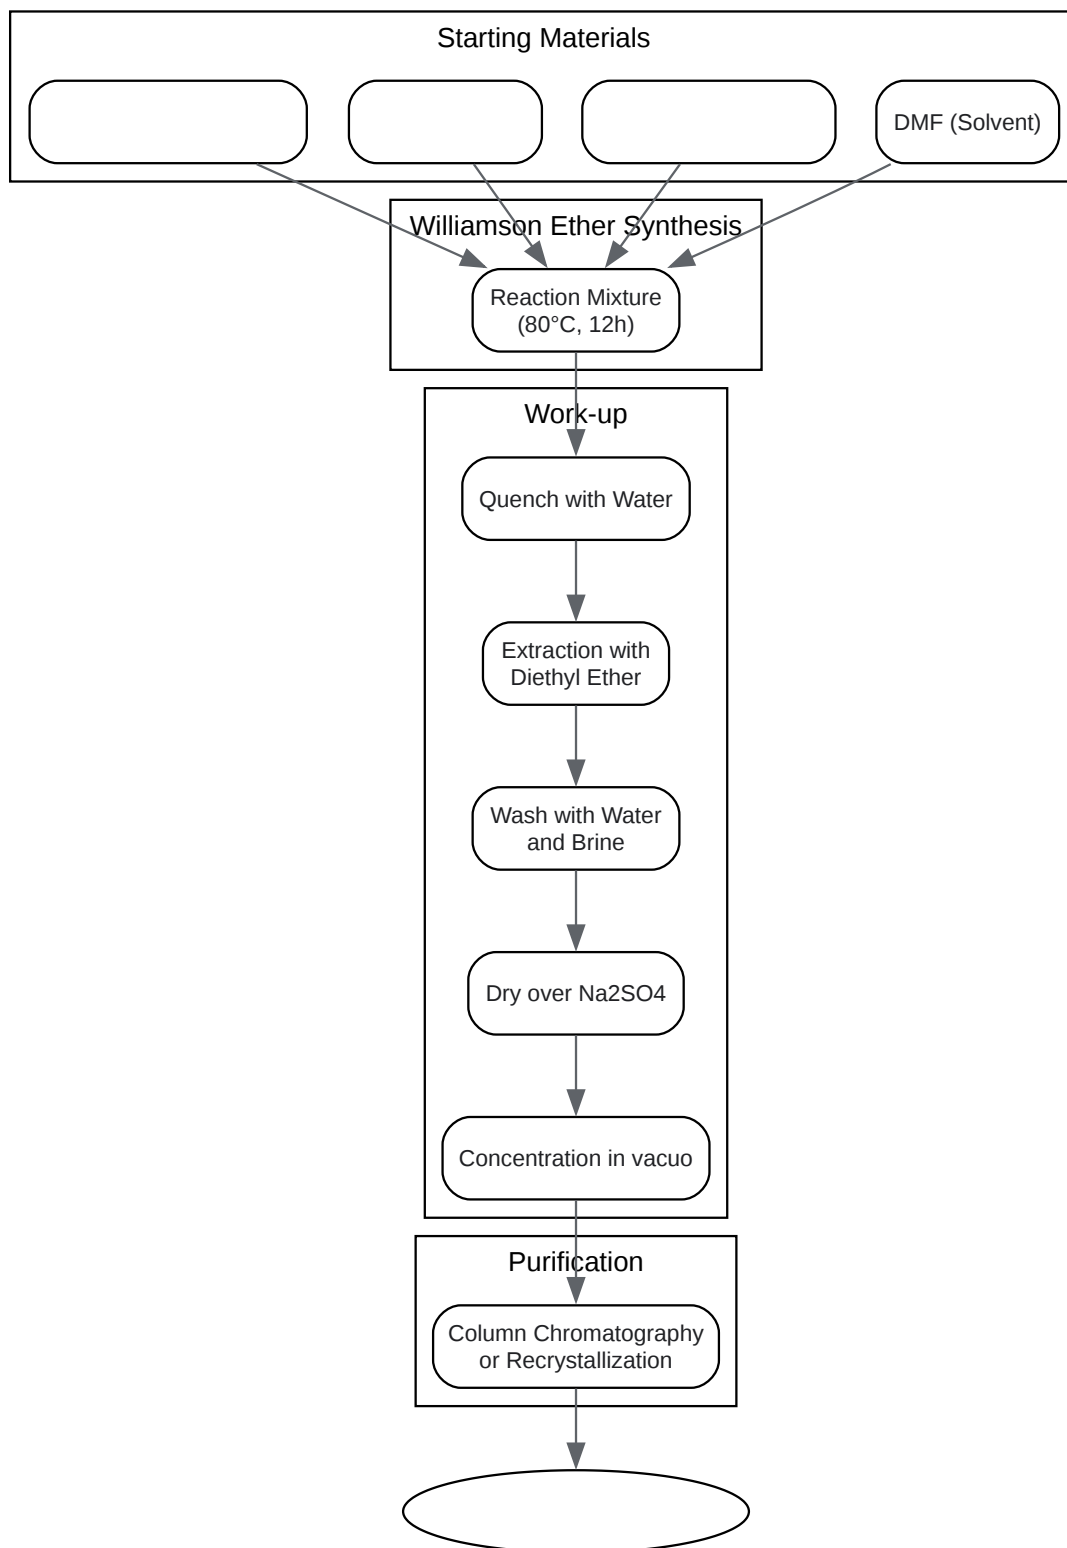 Starting Materials
DMF (Solvent)
Williamson Ether Synthesis
Reaction Mixture
(80°C, 12h)
Work-up
Quench with Water
Extraction with
Diethyl Ether
Wash with Water
and Brine
Dry over Na2SO4
Concentration in vacuo
Purification
Column Chromatography
or Recrystallization